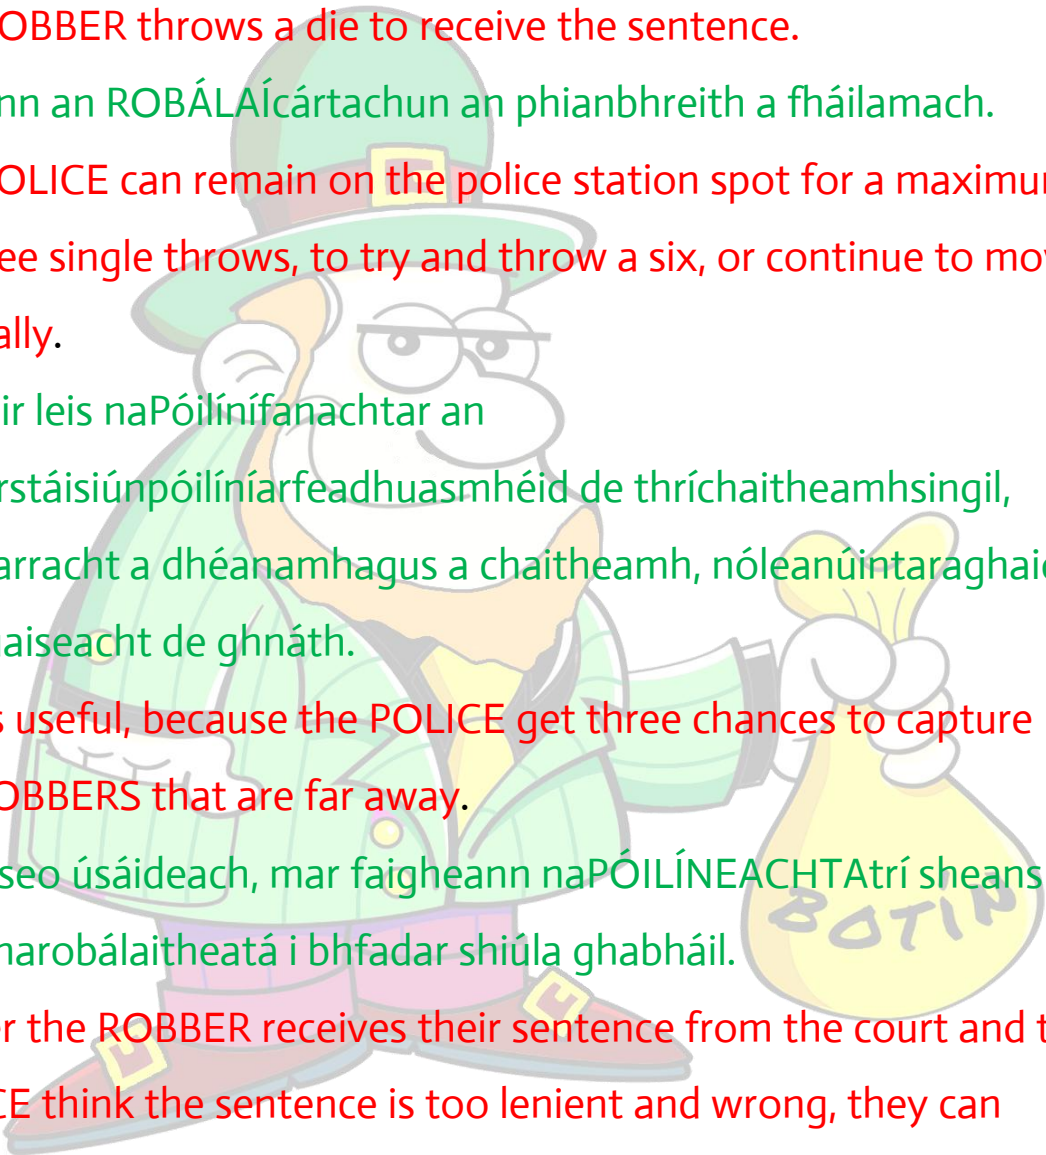 OBBER throws a die to receive the sentence.
nn an ROBÁLAÍcártachun an phianbhreith a fháilamach.
OLICE can remain on the police station spot for a maximu
ee single throws, to try and throw a six, or continue to mo
ally.
ir leis naPóilínífanachtar an
rstáisiúnpóilíníarfeadhuasmhéid de thríchaitheamhsingil,
arracht a dhéanamhagus a chaitheamh, nóleanúintaraghai
aiseacht de ghnáth.
s useful, because the POLICE get three chances to capture
OBBERS that are far away.
seo úsáideach, mar faigheann naPÓILÍNEACHTAtrí sheans
narobálaitheatá i bhfadar shiúla ghabháil.
BOTIN
r the ROBBER receives their sentence from the court and t
CE think the sentence is too lenient and wrong, they can